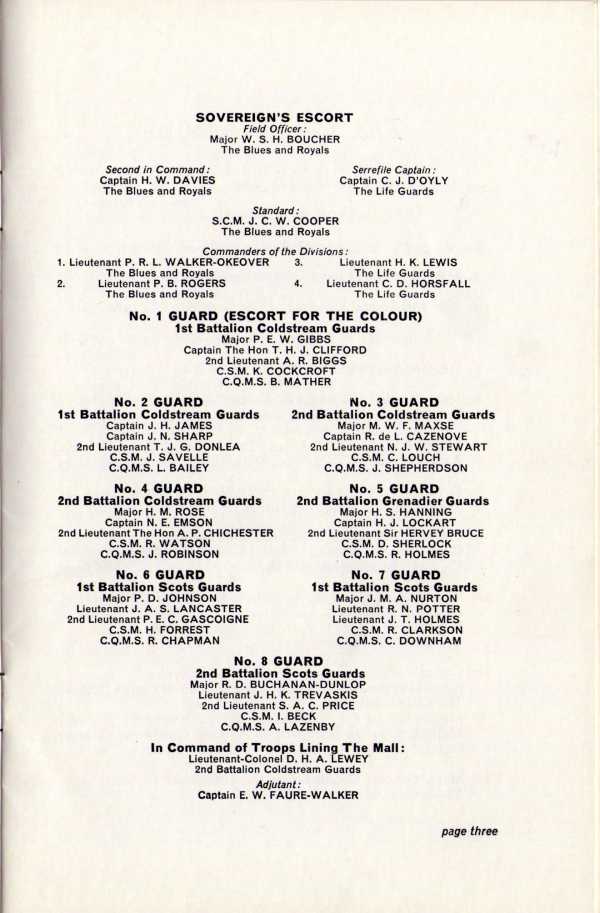 SOVEREIGN'S ESCORT
Field Officer:
Major W. S. H. BOUCHER
The Blues and Royals
Second in Command:
Captain H. W. DAVIES
The Blues and Royals
Serrefile Captain:
Captain C. J. D'OYLY
The Life Guards
Standard:
S.C.M. J. C. W. COOPER
The Blues and Royals
Commanders of the Divisions:
1. Lieutenant P. R. L. WALKER-OKEOVER
The Blues and Royals
2. Lieutenant P. B. ROGERS
The Blues and Royals
3. Lieutenant H. K. LEWIS
The Life Guards
4. Lieutenant C. D. HORSFALL
The Life Guards
No. 1 GUARD (ESCORT FOR THE COLOUR)
1st Battalion Coldstream Guards
Major P. E. W. GIBBS
Captain The Hon T. H. J. CLIFFORD
2nd Lieutenant A. R. BIGGS
C.S.M. K. COCKCROFT
C.Q.M.S. B. MATHER
No. 2 GUARD
1st Battalion Coldstream Guards
Captain J. H. JAMES
Captain J. N. SHARP
2nd Lieutenant T. J. G. DONLEA
C.S.M. J. SAVELLE
C.Q.M.S. L. BAILEY
No. 3 GUARD
2nd Battalion Coldstream Guards
Major M. W. F. MAXSE
Captain R. de L. CAZENOVE
2nd Lieutenant N. J. W. STEWART
C.S.M. C. LOUCH
C.Q.M.S. J. SHEPHERDSON
No. 4 GUARD
2nd Battalion Coldstream Guards
Major H. M. ROSE
Captain N. E. EMSON
2nd Lieutenant The Hon A. P. CHICHESTER
C.S.M. R. WATSON
C.Q.M.S. J. ROBINSON
No. 5 GUARD
2nd Battalion Grenadier Guards
Major H. S. HANNING
Captain H. J. LOCKART
2nd Lieutenant Sir HERVEY BRUCE
C.S.M. D. SHERLOCK
C.Q.M.S. R. HOLMES
No. 6 GUARD
1st Battalion Scots Guards
Major P. D. JOHNSON
Lieutenant J. A. S. LANCASTER
2nd Lieutenant P. E. C. GASCOIGNE
C.S.M. H. FORREST
C.Q.M.S. R. CHAPMAN
No. 7 GUARD
1st Battalion Scots Guards
Major J. M. A. NURTON
Lieutenant R. N. POTTER
Lieutenant J. T. HOLMES
C.S.M. R. CLARKSON
C.Q.M.S. C. DOWNHAM
No. 8 GUARD
2nd Battalion Scots Guards
Major R. D. BUCHANAN-DUNLOP
Lieutenant J. H. K. TREVASKIS
2nd Lieutenant S. A. C. PRICE
C.S.M. I. BECK
C.Q.M.S. A. LAZENBY
In Command of Troops Lining The Mall:
Lieutenant-Colonel D. H. A. LEWEY
2nd Battalion Coldstream Guards
Adjutant:
Captain E. W. FAURE-WALKER
page three